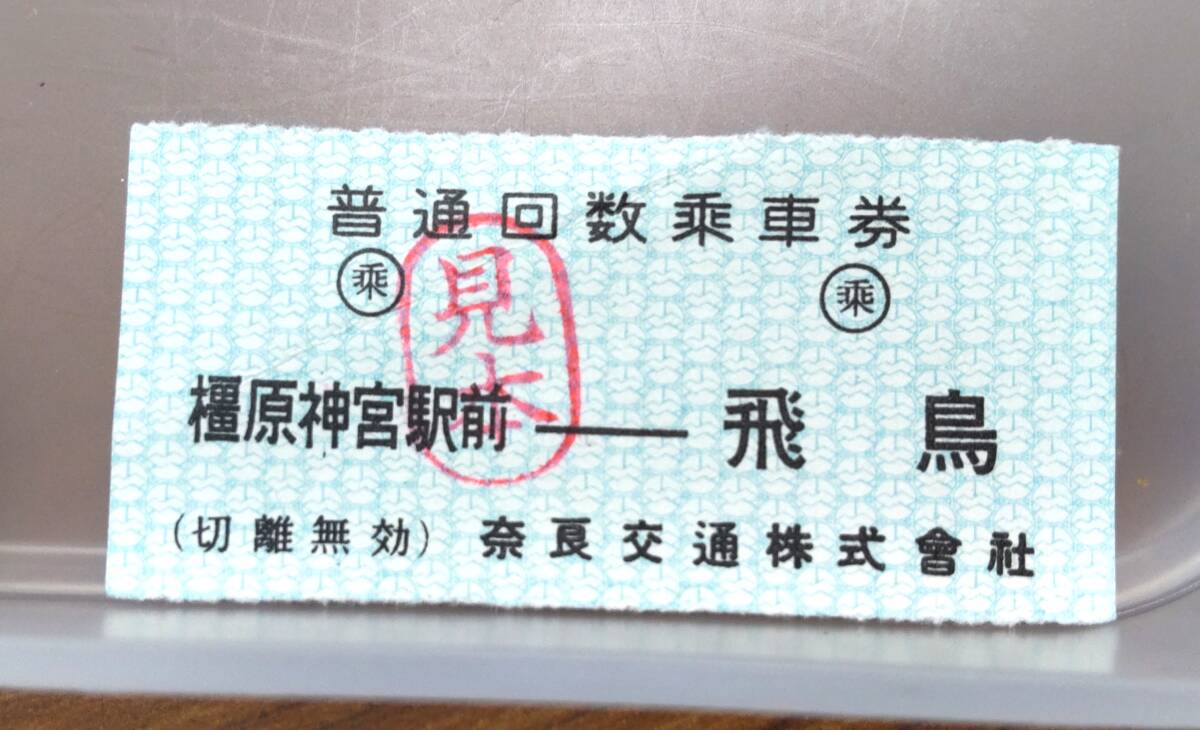 普通回数乗車券
乗 乗
見本
橿原神宮駅前 ― 飛鳥
(切離無効) 奈良交通株式會社